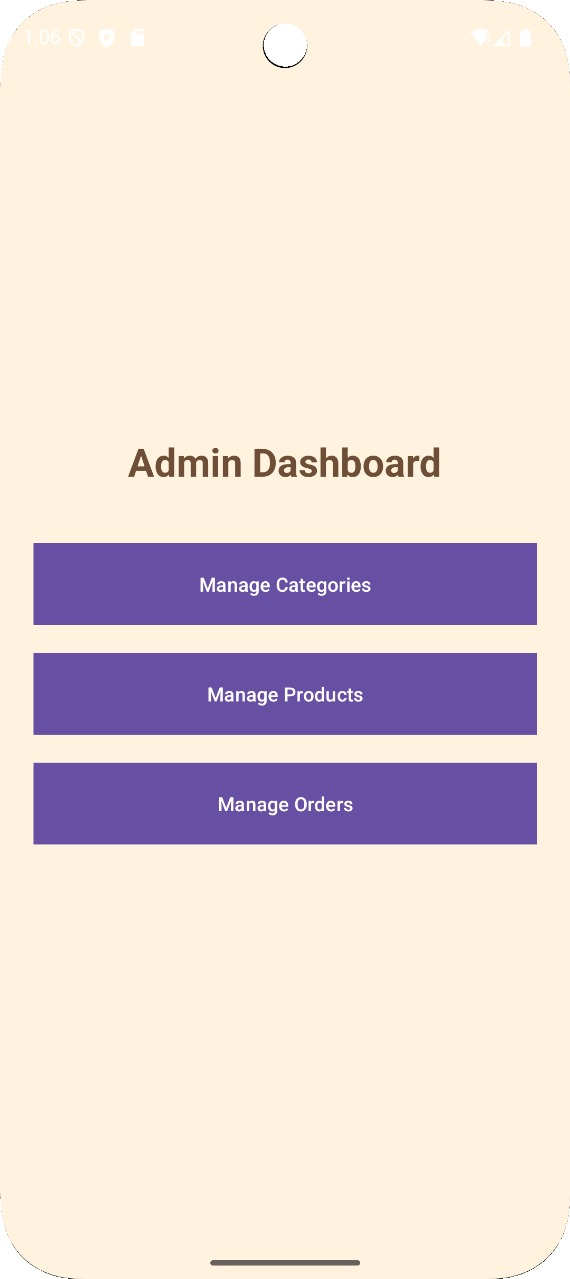 1:06
Admin Dashboard
Manage Categories
Manage Products
Manage Orders